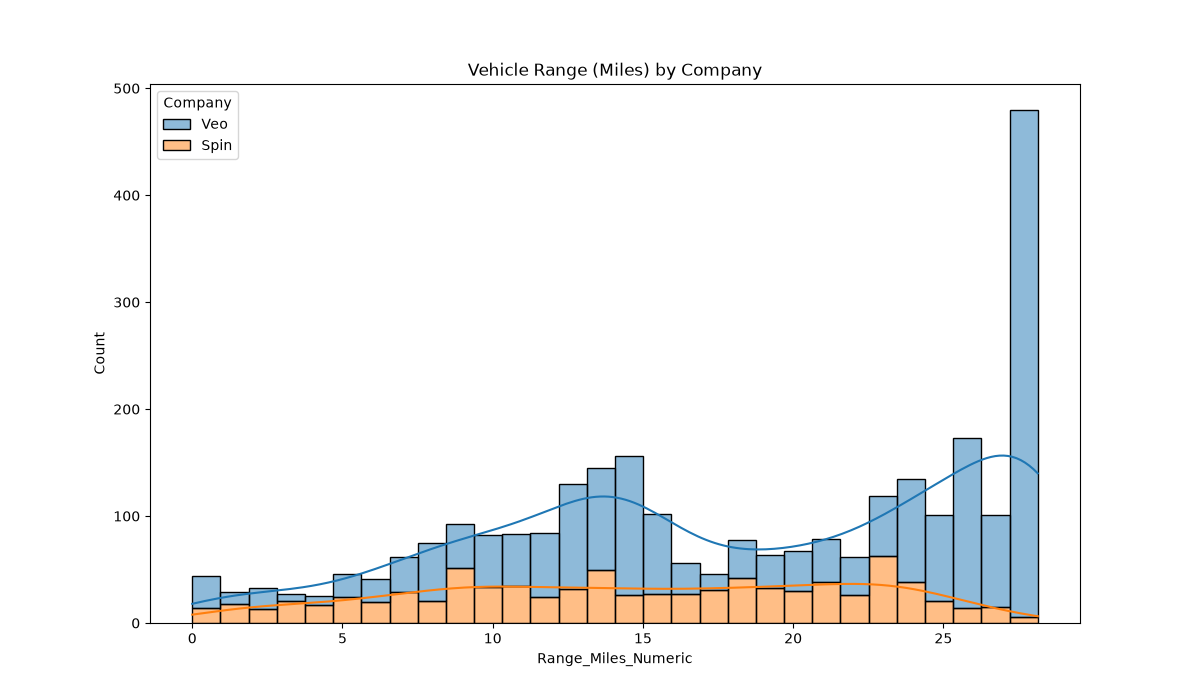 Vehicle Range (Miles) by Company
500
400
300
200
100
0
Count
Company
Veo
Spin
0 5 10 15 20 25
Range_Miles_Numeric